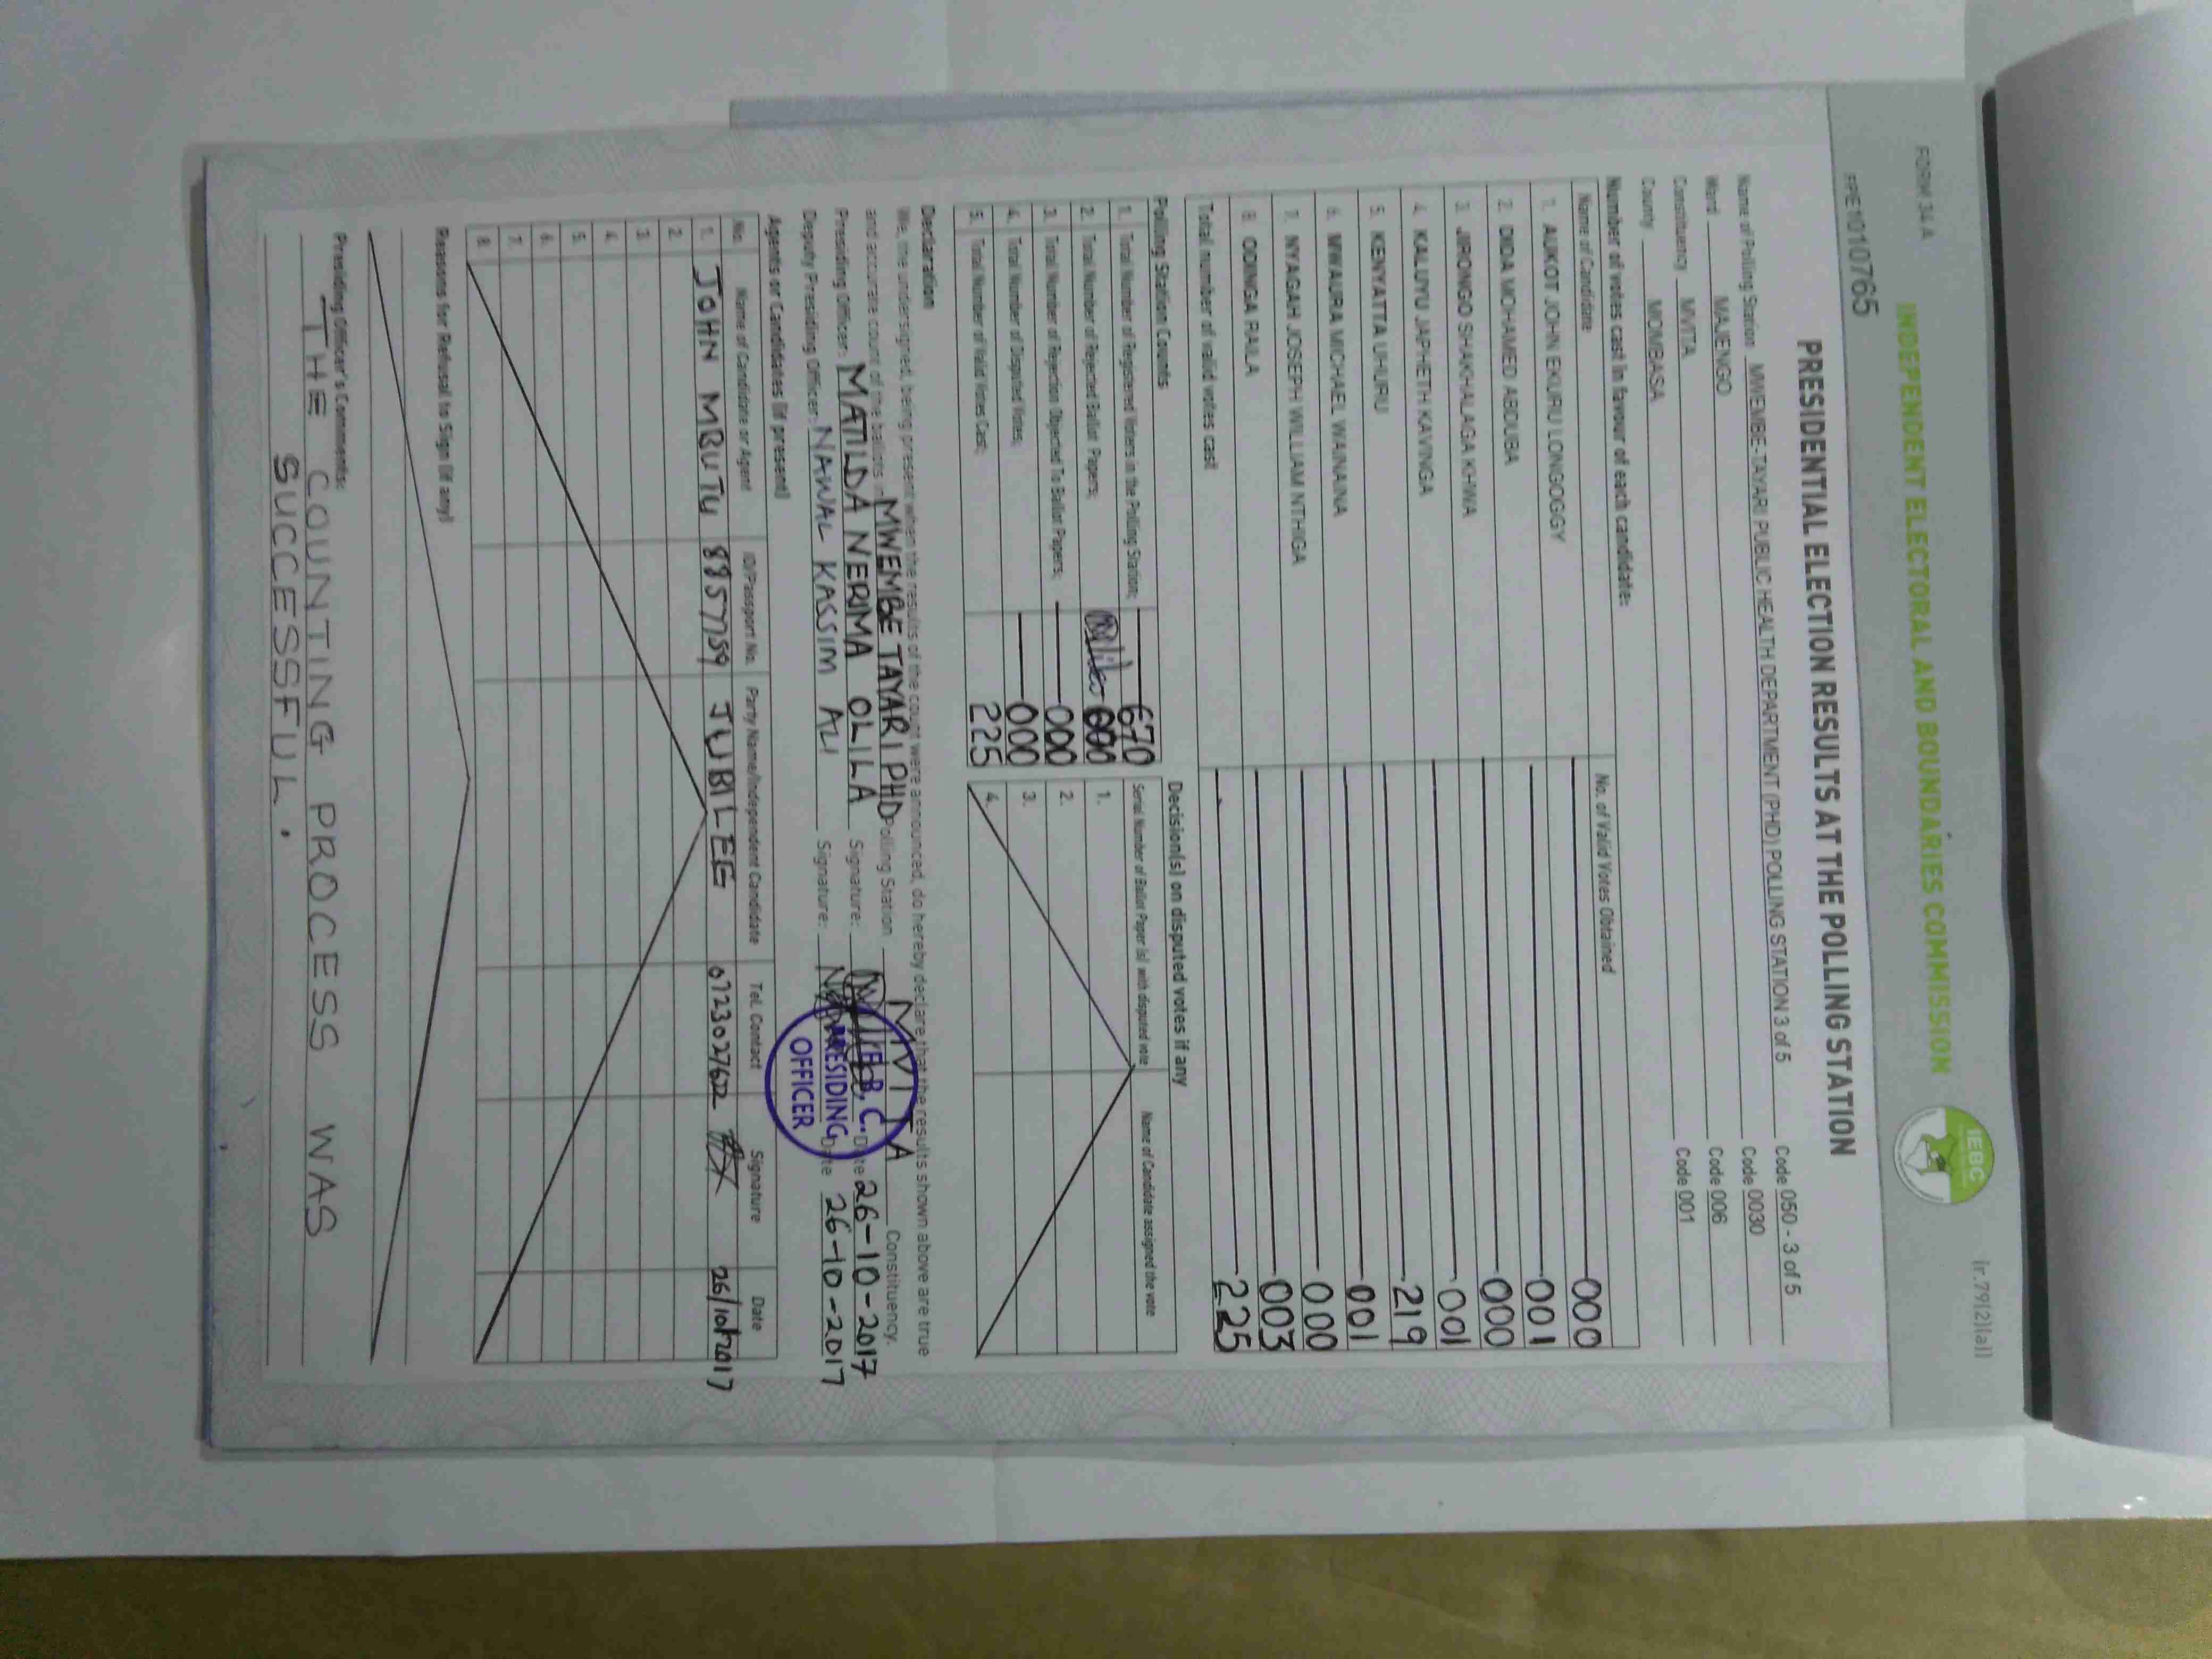 FORM 34A
(r.79(2)(a))
INDEPENDENT ELECTORAL AND BOUNDARIES COMMISSION
IEBC
PRE1010765
PRESIDENTIAL ELECTION RESULTS AT THE POLLING STATION
Name of Polling Station MWEMBE-TAYARI PUBLIC HEALTH DEPARTMENT (PHD) POLLING STATION 3 of 5 Code 050 - 3 of 5
Ward MAJENGO Code 0030
Constituency MVITA Code 006
County MOMBASA Code 001
Number of votes cast in favour of each candidate:
Name of Candidate No. of Valid Votes Obtained
1. AUKOT JOHN EKURU LONGOGGY 000
2. DIDA MOHAMED ABDUBA 001
3. JIRONGO SHAKHALAGA KHWA 000
4. KALUYU JAPHETH KAVINGA 001
5. KENYATTA UHURU 219
6. MWAURA MICHAEL WAINAINA 001
7. NYAGAH JOSEPH WILLIAM NTHIGA 000
8. ODINGA RAILA 003
Total number of valid votes cast 225
Polling Station Counts
1. Total Number of Registered Voters in the Polling Station; 670
2. Total Number of Rejected Ballot Papers; 000
3. Total Number of Rejection Objected To Ballot Papers; 000
4. Total Number of Disputed Votes; 000
5. Total Number of Valid Votes Cast; 225
Decision(s) on disputed votes if any
Serial Number of Ballot Paper (s) with disputed vote Name of Candidate assigned the vote
1.
2.
3.
4.
Declaration
We, the undersigned, being present when the results of the count were announced, do hereby declare that the results shown above are true
and accurate count of the ballots in MWEMBE TAYARI PHD Polling Station MVITA Constituency.
Presiding Officer: MATILDA NERIMA OLILA Signature: Date 26-10-2017
Deputy Presiding Officer: NAWAL KASSIM ALI Signature: Date 26-10-2017
I.E.B.C.
PRESIDING
OFFICER
Agents or Candidates (if present)
No. Name of Candidate or Agent ID/Passport No. Party Name/Independent Candidate Tel. Contact Signature Date
1. JOHN MBUTU 8857759 JUBILEE 0723027622 26/10/2017
2.
3.
4.
5.
6.
7.
8.
Reasons for Refusal to Sign (if any)
Presiding Officer's Comments:
THE COUNTING PROCESS WAS
SUCCESSFUL.